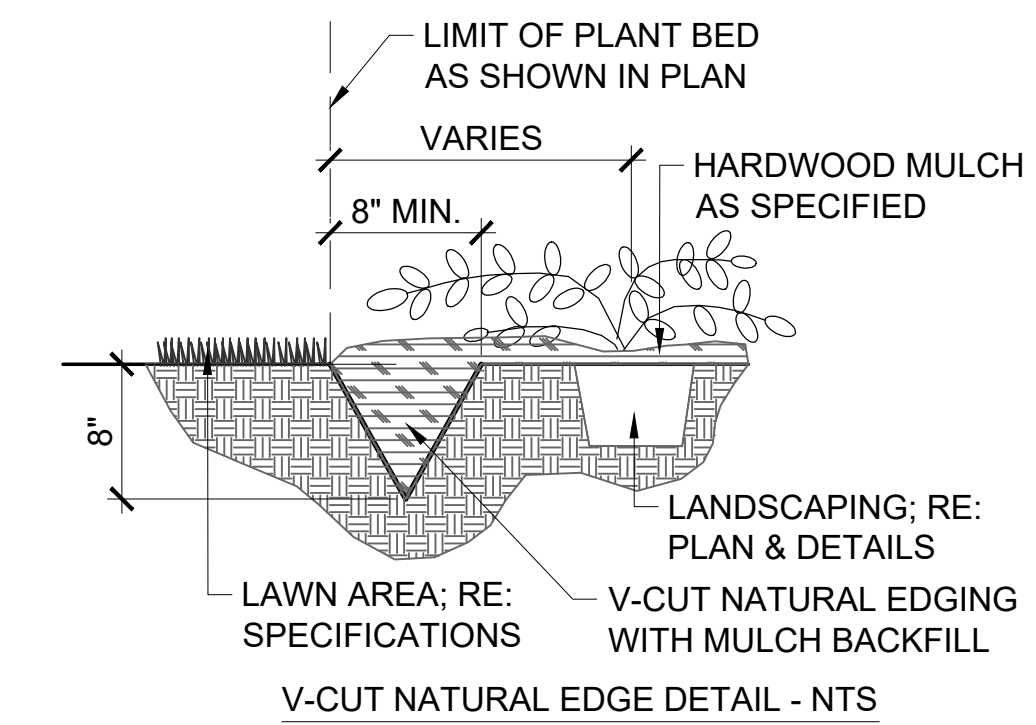 LIMIT OF PLANT BED
AS SHOWN IN PLAN
VARIES
HARDWOOD MULCH
AS SPECIFIED
8" MIN.
8"
LANDSCAPING; RE:
PLAN & DETAILS
LAWN AREA; RE:
SPECIFICATIONS
V-CUT NATURAL EDGING
WITH MULCH BACKFILL
V-CUT NATURAL EDGE DETAIL - NTS